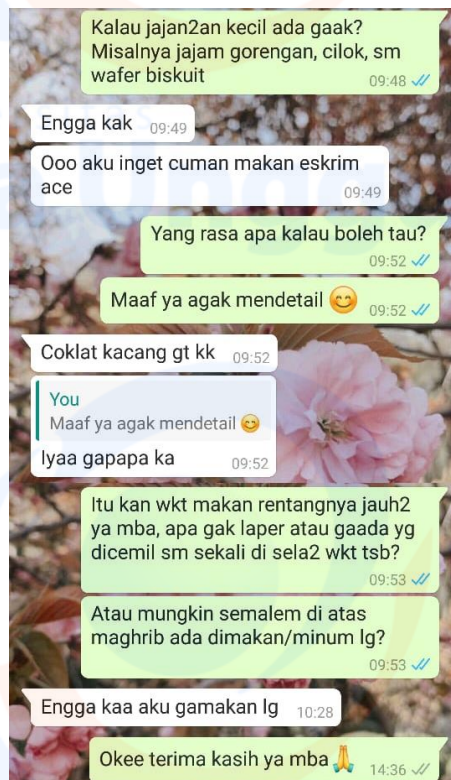 Kalau jajan2an kecil ada gaak?
Misalnya jajam gorengan, cilok, sm
wafer biskuit
09:48
Engga kak 09:49
Ooo aku inget cuman makan eskrim
ace
09:49
Yang rasa apa kalau boleh tau?
09:52
Maaf ya agak mendetail 😊 09:52
Coklat kacang gt kk 09:52
You
Maaf ya agak mendetail 😊
Iyaa gapapa ka 09:52
Itu kan wkt makan rentangnya jauh2
ya mba, apa gak laper atau gaada yg
dicemil sm sekali di sela2 wkt tsb?
09:53
Atau mungkin semalem di atas
maghrib ada dimakan/minum lg?
09:53
Engga kaa aku gamakan lg 10:28
Okee terima kasih ya mba 🙏 14:36